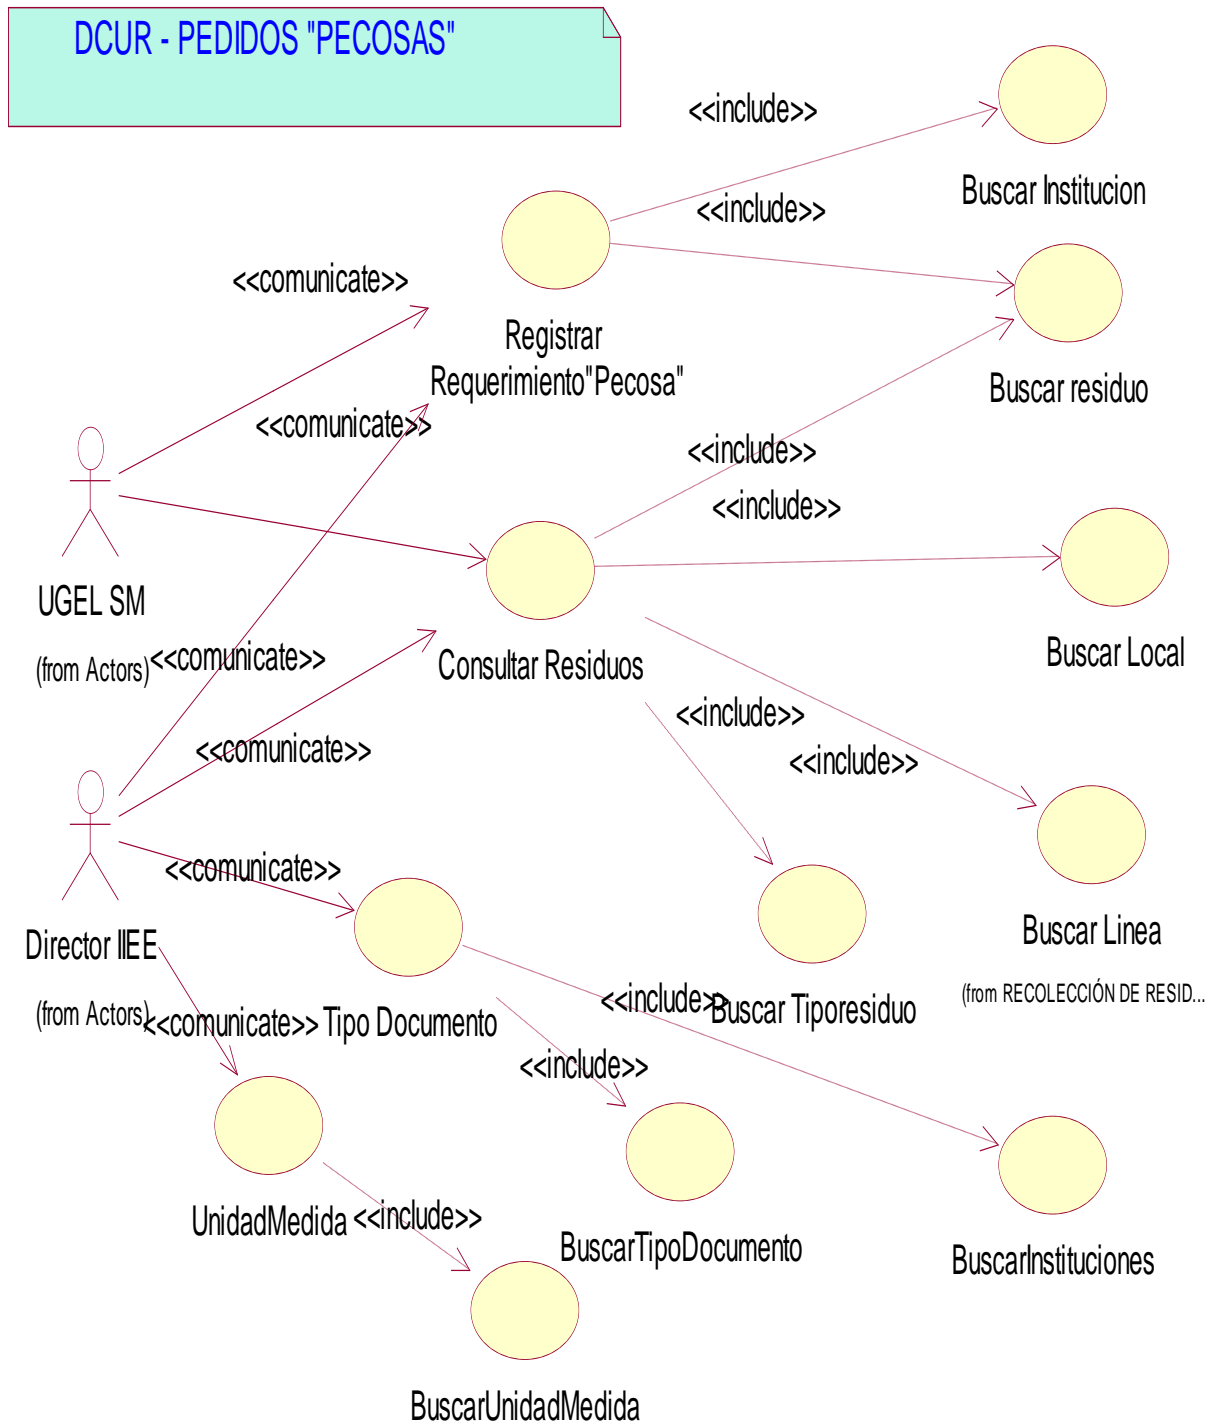 DCUR - PEDIDOS "PECOSAS"
<<include>>
Buscar Institucion
<<include>>
<<comunicate>>
Registrar
Requerimiento"Pecosa"
Buscar residuo
<<comunicate>>
<<include>>
<<include>>
UGEL SM
(from Actors)
<<comunicate>>
Consultar Residuos
Buscar Local
<<include>>
<<comunicate>>
<<include>>
<<comunicate>>
Director IIEE
(from Actors)
Buscar Linea
(from RECOLECCIÓN DE RESID...
<<include>>
Buscar Tiporesiduo
<<comunicate>>
Tipo Documento
<<include>>
UnidadMedida
<<include>>
BuscarTipoDocumento
BuscarInstituciones
BuscarUnidadMedida